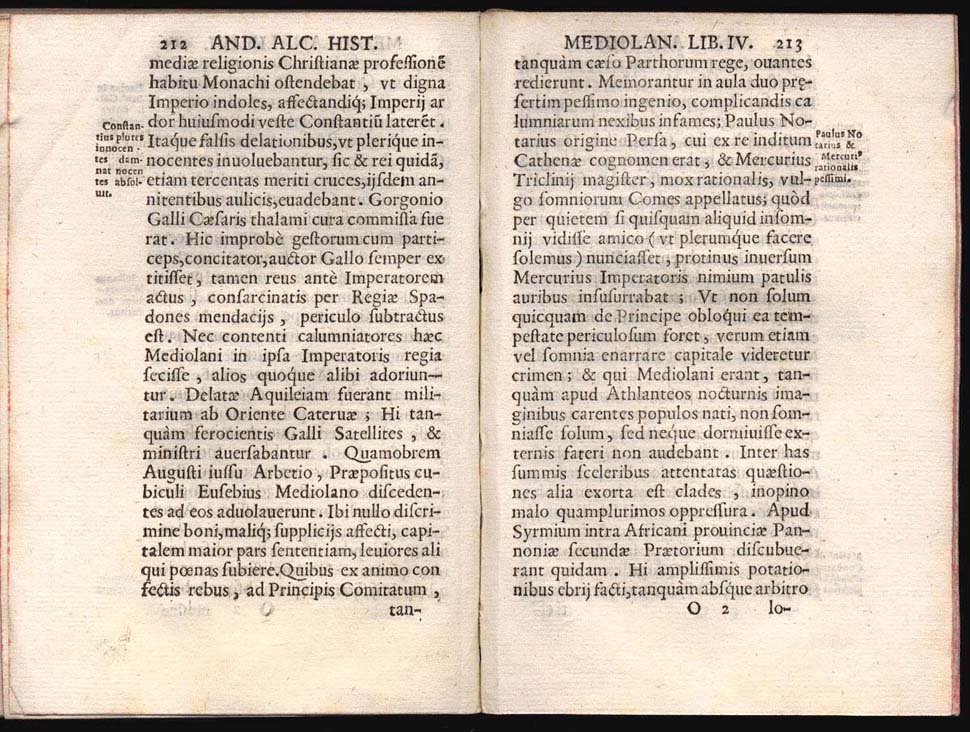 212 AND. ALC. HIST.
mediæ religionis Chriſtianæ profeſſionẽ
habitu Monachi oſtendebat, vt digna
Imperio indoles, affectandiq; Imperij ar
dor huiuſmodi veſte Conſtantiũ laterẽt.
Itaque falſis delationibus,vt plerique in-
nocentes inuoluebantur, ſic & rei quidã,
etiam tercentas meriti cruces,ijſdem an-
nitentibus aulicis,euadebant. Gorgonio
Galli Cæſaris thalami cura commiſſa fue
rat. Hic improbè geſtorum cum parti-
ceps,concitator,auctor Gallo ſemper ex
titiſſet, tamen reus antè Imperatorem
actus, conſarcinatis per Regiæ Spa-
dones mendacijs, periculo ſubtractus
eſt. Nec contenti calumniatores hæc
Mediolani in ipſa Imperatoris regia
feciſſe, alios quoque alibi adoriun-
tur. Delatæ Aquileiam fuerant mili-
tarium ab Oriente Cateruæ; Hi tan-
quàm ferocientis Galli Satellites, &
miniſtri auerſabantur. Quamobrem
Auguſti iuſſu Arbetio, Præpoſitus cu-
biculi Euſebius Mediolano diſceden-
tes ad eos aduolauerunt. Ibi nullo diſcri-
mine boni,maliq; ſupplicijs affecti, capi-
talem maior pars ſententiam, leuiores ali
qui pœnas ſubiere.Quibus ex animo con
fectis rebus, ad Principis Comitatum,
tan-
Conſtan-
tius plures
innocen-
tes dam-
nat nocen
tes abſol-
uit.
MEDIOLAN. LIB. IV. 213
tanquàm cæſo Parthorum rege, ouantes
redierunt. Memorantur in aula duo prę-
ſertim peſſimo ingenio, complicandis ca
lumniarum nexibus infames; Paulus No-
tarius origine Perſa, cui ex re inditum
Cathenæ cognomen erat, & Mercurius
Triclinij magiſter, mox rationalis, vul-
go ſomniorum Comes appellatus; quòd
per quietem ſi quiſquam aliquid inſom-
nij vidiſſe amico (vt plerumque facere
ſolemus) nunciaſſet, protinus inuerſum
Mercurius Imperatoris nimium patulis
auribus inſuſurrabat; Vt non ſolum
quicquam de Principe obloqui ea tem-
peſtate periculoſum foret, verum etiam
vel ſomnia enarrare capitale videretur
crimen; & qui Mediolani erant, tan-
quàm apud Athlanteos nocturnis ima-
ginibus carentes populos nati, non ſom-
niaſſe ſolum, ſed neque dormiuiſſe ex-
ternis fateri non audebant. Inter has
ſummis ſceleribus attentatas quæſtio-
nes alia exorta eſt clades, inopino
malo quamplurimos oppreſſura. Apud
Syrmium intra Africani prouinciæ Pan-
noniæ ſecundæ Prætorium diſcubue-
rant quidam. Hi ampliſſimis potatio-
nibus ebrij facti,tanquàm abſque arbitro
O 2 lo-
Paulus No
tarius &
Mercuri⁹
rationalis
peſſimi.